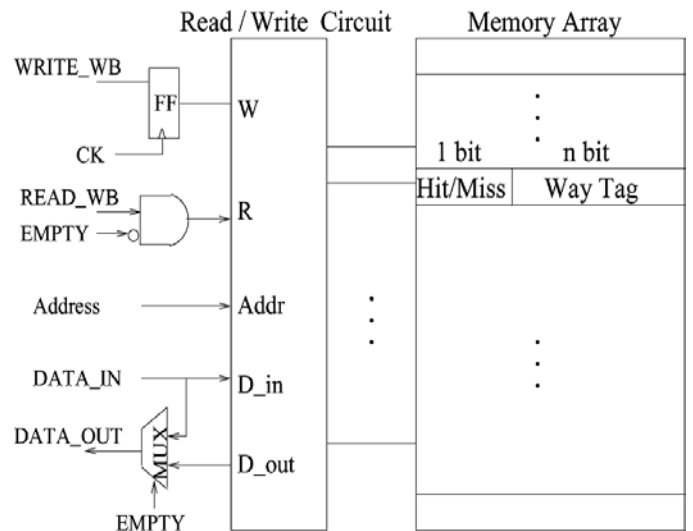 Read / Write Circuit
Memory Array
WRITE_WB
FF
W
CK
1 bit
n bit
READ_WB
R
Hit/Miss
Way Tag
EMPTY
Address
Addr
DATA_IN
D_in
DATA_OUT
MUX
D_out
EMPTY